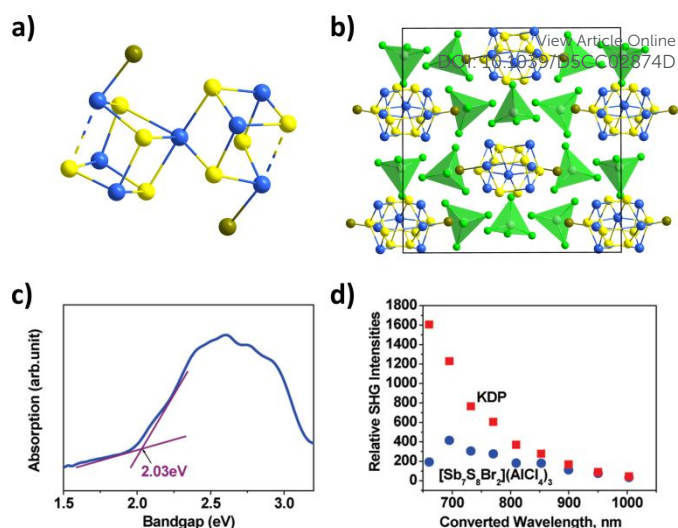 a)
b)
View Article Online
DOI: 10.1039/D5CC02874D
c)
Absorption (arb.unit)
2.03eV
1.5 2.0 2.5 3.0
Bandgap (eV)
d)
Relative SHG Intensities
1800
1600
1400
1200
1000
800
600
400
200
0
KDP
[Sb₇S₈Br₂](AlCl₄)₃
700 800 900 1000
Converted Wavelength, nm